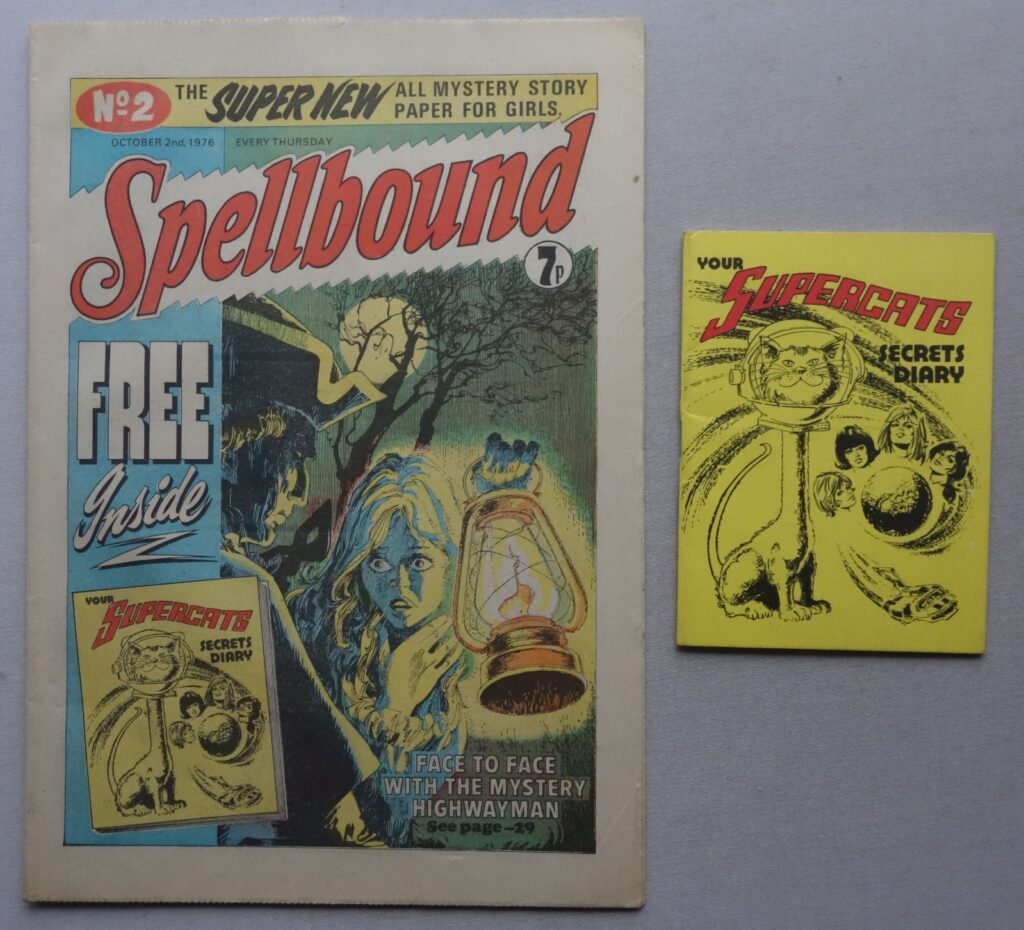 Nº2
THE SUPER NEW ALL MYSTERY STORY
PAPER FOR GIRLS.
OCTOBER 2nd, 1976 EVERY THURSDAY
Spellbound
7p
FREE
Inside
YOUR
SUPERCATS
SECRETS
DIARY
FACE TO FACE
WITH THE MYSTERY
HIGHWAYMAN
See page-29
YOUR
SUPERCATS
SECRETS
DIARY